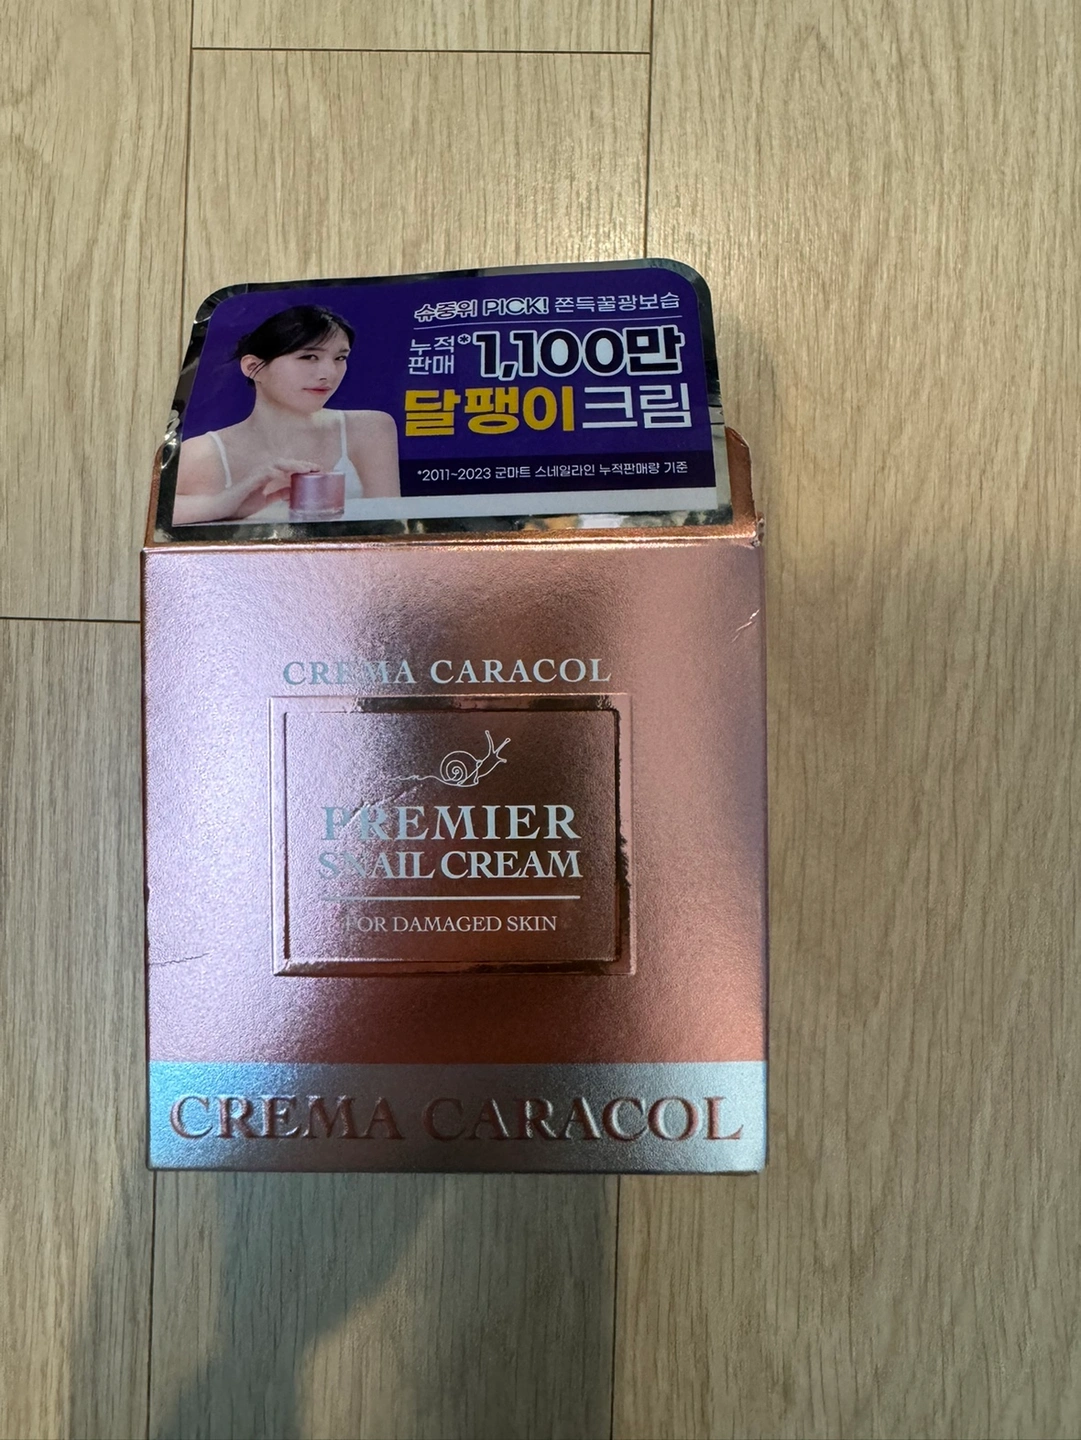 슈중위 PICK! 쫀득꿀광보습
누적판매* 1,100만
달팽이크림
*2011~2023 군마트 스네일라인 누적판매량 기준
CREMA CARACOL
PREMIER
SNAIL CREAM
FOR DAMAGED SKIN
CREMA CARACOL